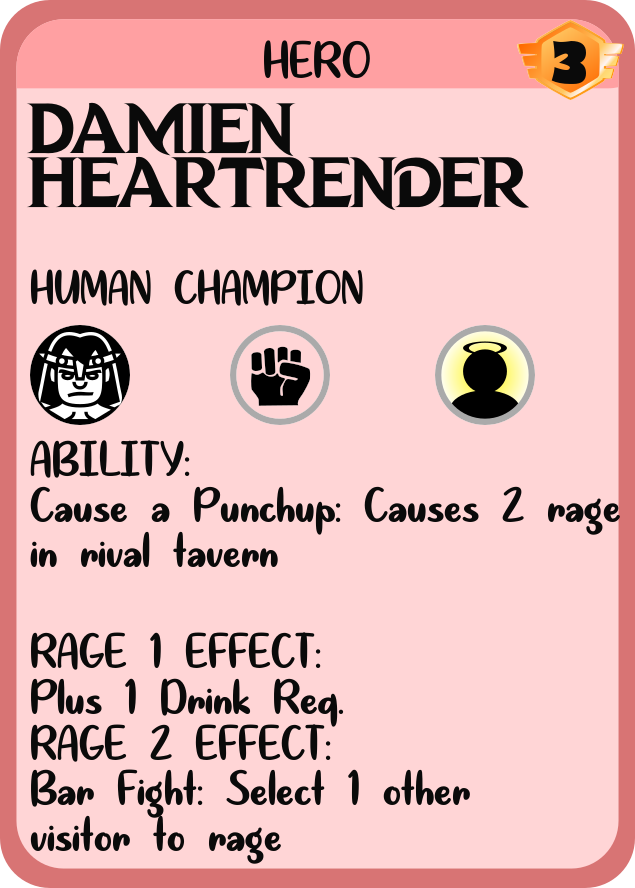 HERO
3
DAMIEN
HEARTRENDER
HUMAN CHAMPION
ABILITY:
Cause a Punchup: Causes 2 rage
in rival tavern
RAGE 1 EFFECT:
Plus 1 Drink Req.
RAGE 2 EFFECT:
Bar Fight: Select 1 other
visitor to rage